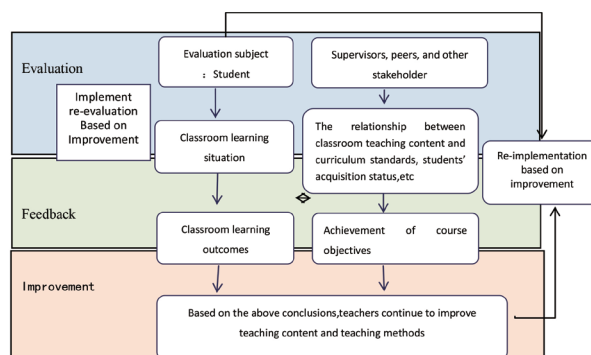 Evaluation
Evaluation subject
：Student
Supervisors, peers, and other
stakeholder
Implement
re-evaluation
Based on
Improvement
Classroom learning
situation
The relationship between
classroom teaching content and
curriculum standards, students'
acquisition status,etc
Re-implementation
based on
improvement
Feedback
Classroom learning
outcomes
Achievement of course
objectives
Improvement
Based on the above conclusions,teachers continue to improve
teaching content and teaching methods